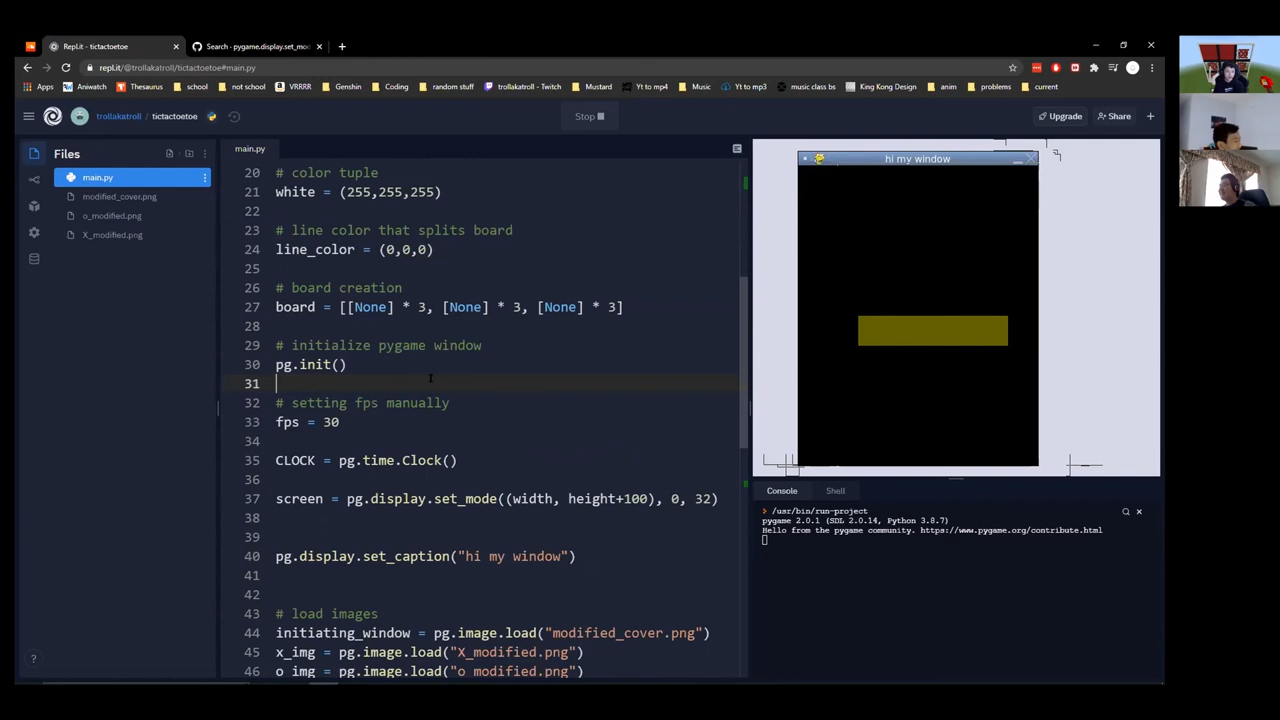 Repl.it - tictactoetoe
Search · pygame.display.set_mo
repl.it/@trollakatroll/tictactoetoe#main.py
Apps Aniwatch Thesaurus school not school VRRRR Genshin Coding random stuff trollakatroll - Twitch Mustard Yt to mp4 Music Yt to mp3 music class bs King Kong Design anim problems current
trollakatroll / tictactoetoe
Stop
Upgrade
Share
Files
main.py
modified_cover.png
o_modified.png
X_modified.png
main.py
20 # color tuple
21 white = (255,255,255)
22
23 # line color that splits board
24 line_color = (0,0,0)
25
26 # board creation
27 board = [[None] * 3, [None] * 3, [None] * 3]
28
29 # initialize pygame window
30 pg.init()
31
32 # setting fps manually
33 fps = 30
34
35 CLOCK = pg.time.Clock()
36
37 screen = pg.display.set_mode((width, height+100), 0, 32)
38
39
40 pg.display.set_caption("hi my window")
41
42
43 # load images
44 initiating_window = pg.image.load("modified_cover.png")
45 x_img = pg.image.load("X_modified.png")
46 o_img = pg.image.load("o_modified.png")
hi my window
Console Shell
/usr/bin/run-project
pygame 2.0.1 (SDL 2.0.14, Python 3.8.7)
Hello from the pygame community. https://www.pygame.org/contribute.html
?